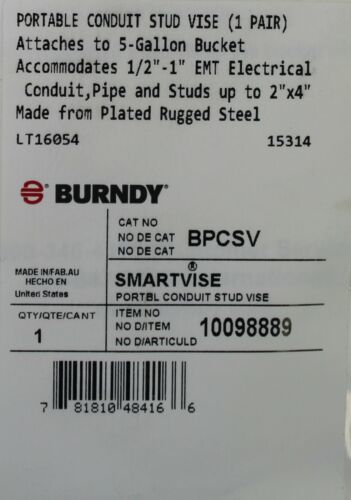 PORTABLE CONDUIT STUD VISE (1 PAIR)
Attaches to 5-Gallon Bucket
Accommodates 1/2"-1" EMT Electrical
Conduit,Pipe and Studs up to 2"x4"
Made from Plated Rugged Steel
LT16054 15314
BURNDY®
CAT NO
NO DE CAT BPCSV
NO DE CAT
MADE IN/FAB.AU
HECHO EN
United States
SMARTVISE®
PORTBL CONDUIT STUD VISE
QTY/QTE/CANT
1
ITEM NO
NO D/ITEM 10098889
NO D/ARTICULD
7 81810 48416 6